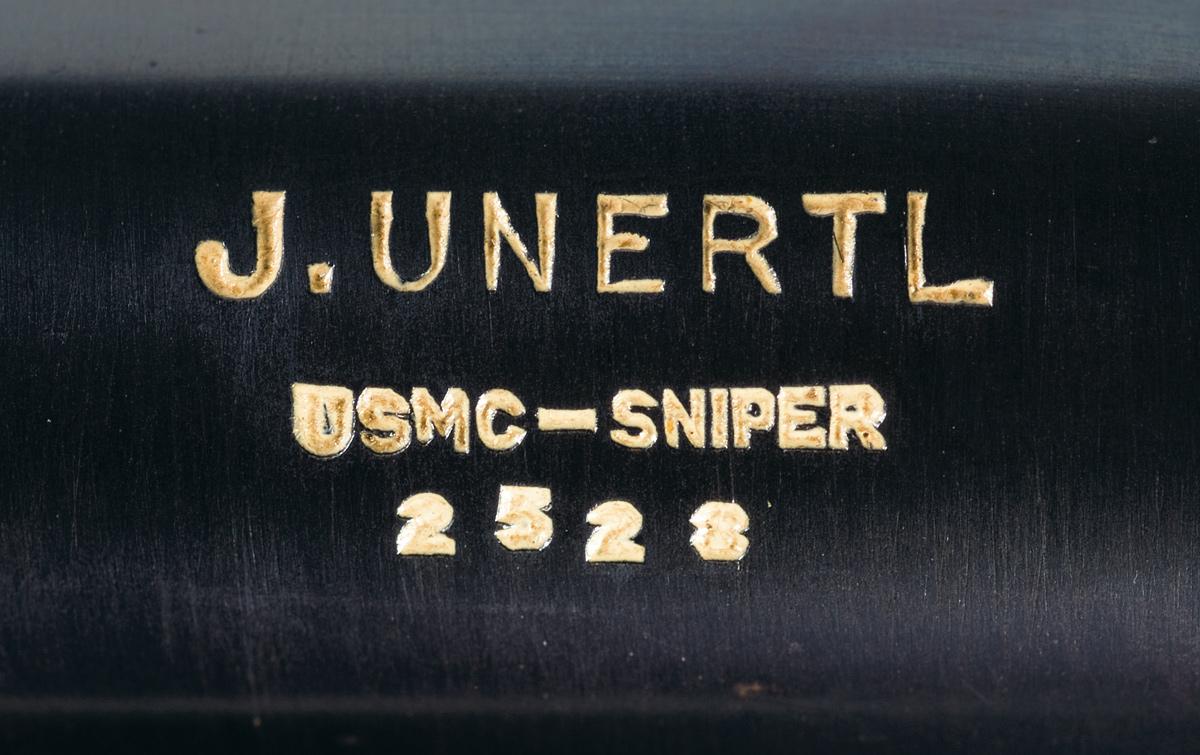 J. UNERTL
USMC-SNIPER
2528